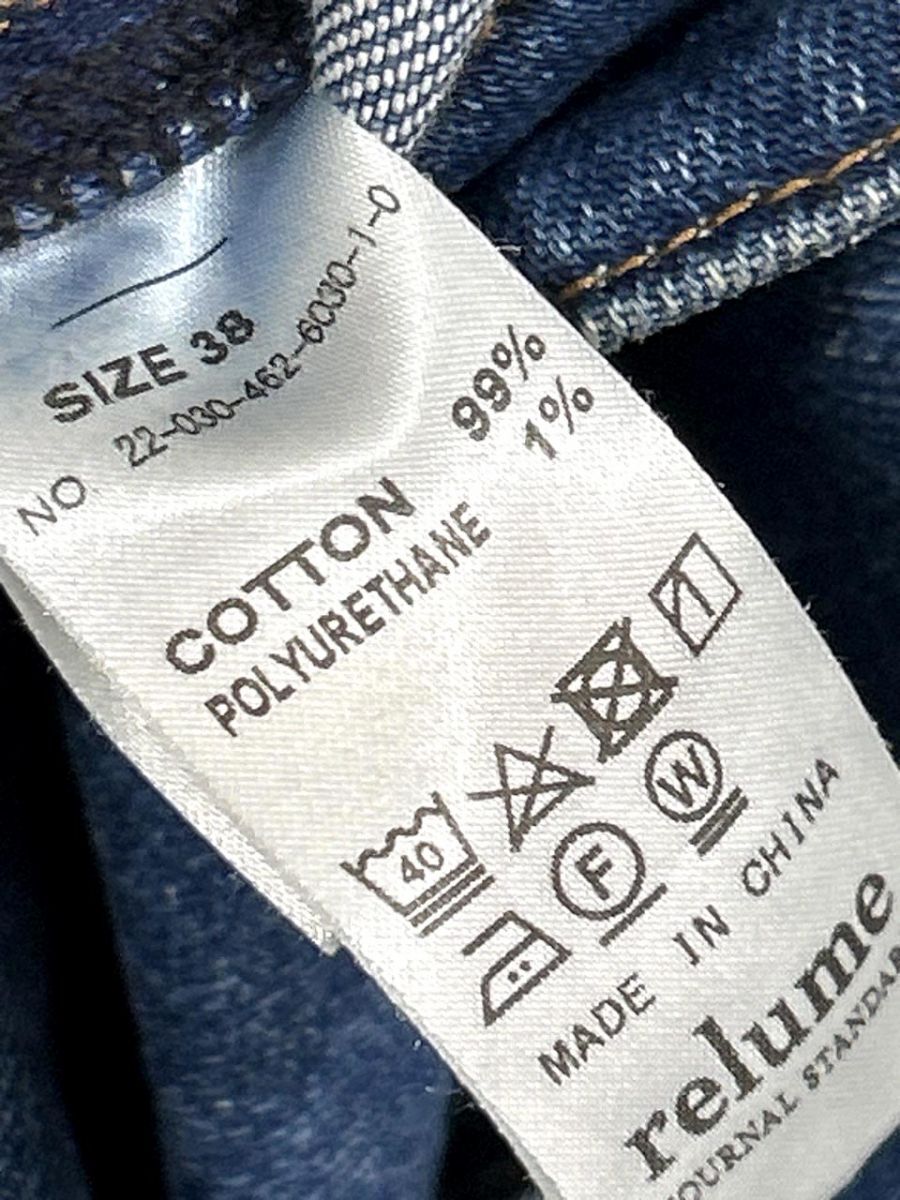 SIZE 38
NO 22-030-462-6030-1-0
COTTON 99%
POLYURETHANE 1%
40
F
W
MADE IN CHINA
relume
JOURNAL STANDARD